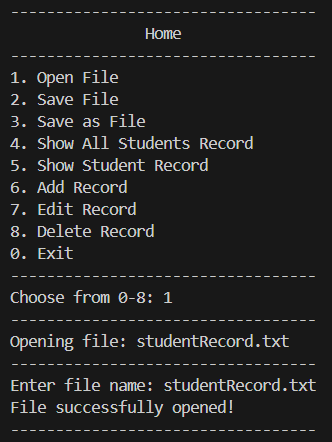 ----------------------------------
Home
----------------------------------
1. Open File
2. Save File
3. Save as File
4. Show All Students Record
5. Show Student Record
6. Add Record
7. Edit Record
8. Delete Record
0. Exit
----------------------------------
Choose from 0-8: 1
----------------------------------
Opening file: studentRecord.txt
----------------------------------
Enter file name: studentRecord.txt
File successfully opened!
----------------------------------